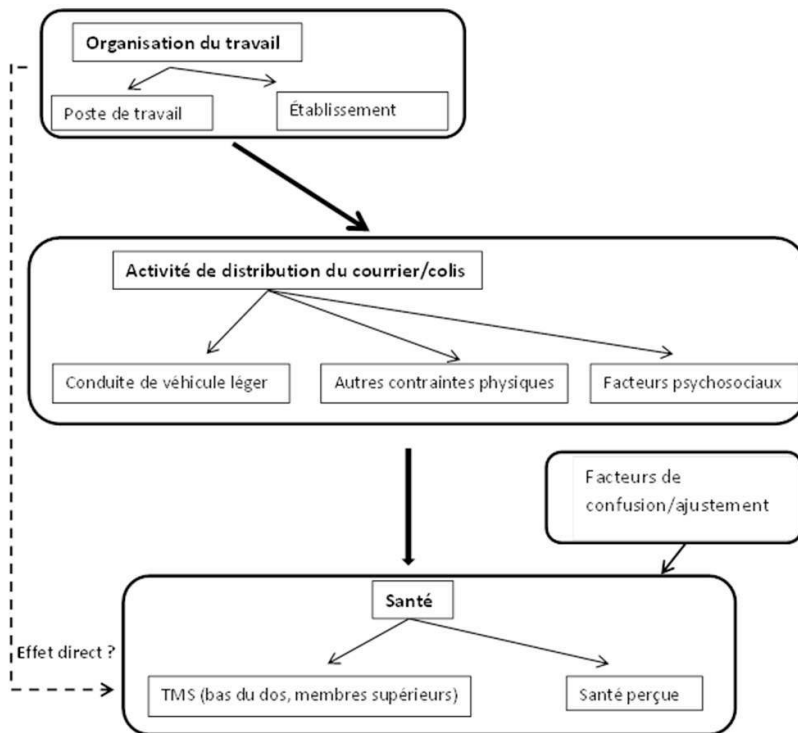 Organisation du travail
Poste de travail
Établissement
Activité de distribution du courrier/colis
Conduite de véhicule léger
Autres contraintes physiques
Facteurs psychosociaux
Facteurs de
confusion/ajustement
Santé
Effet direct ?
TMS (bas du dos, membres supérieurs)
Santé perçue